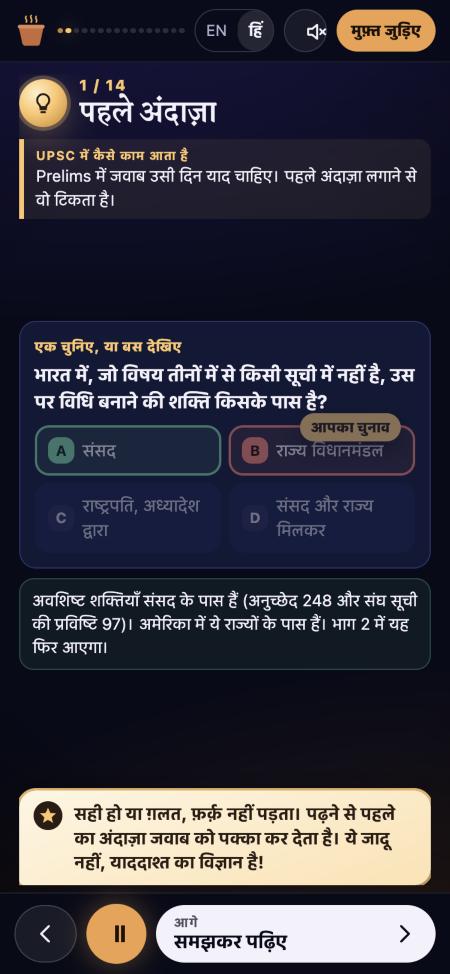 EN हिं
मुफ़्त जुड़िए
1 / 14
पहले अंदाज़ा
UPSC में कैसे काम आता है
Prelims में जवाब उसी दिन याद चाहिए। पहले अंदाज़ा लगाने से
वो टिकता है।
एक चुनिए, या बस देखिए
भारत में, जो विषय तीनों में से किसी सूची में नहीं है, उस
पर विधि बनाने की शक्ति किसके पास है?
आपका चुनाव
A संसद
B राज्य विधानमंडल
C राष्ट्रपति, अध्यादेश
द्वारा
D संसद और राज्य
मिलकर
अवशिष्ट शक्तियाँ संसद के पास हैं (अनुच्छेद 248 और संघ सूची
की प्रविष्टि 97)। अमेरिका में ये राज्यों के पास हैं। भाग 2 में यह
फिर आएगा।
सही हो या ग़लत, फ़र्क़ नहीं पड़ता। पढ़ने से पहले
का अंदाज़ा जवाब को पक्का कर देता है। ये जादू
नहीं, याददाश्त का विज्ञान है!
आगे
समझकर पढ़िए